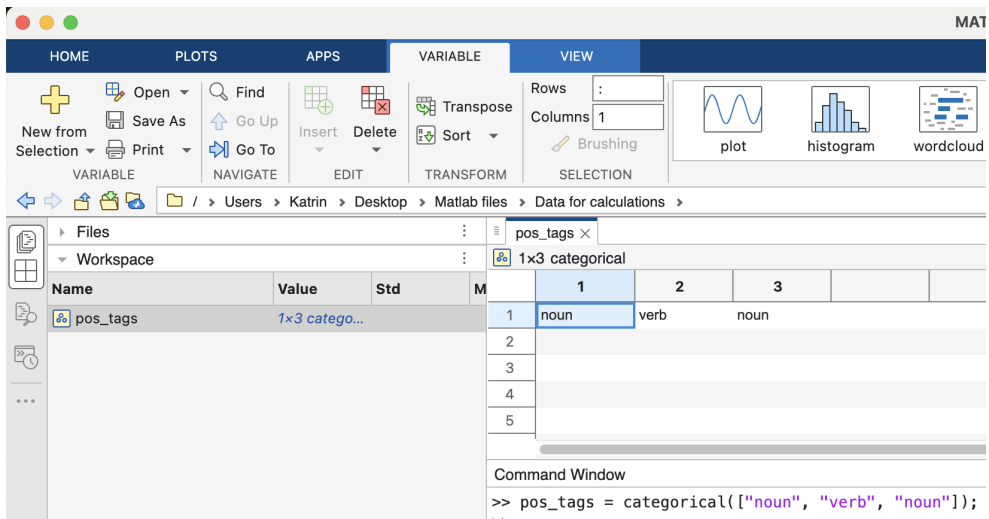 MAT
HOME PLOTS APPS VARIABLE VIEW
New from Selection
Open
Save As
Print
VARIABLE
Find
Go Up
Go To
NAVIGATE
Insert
Delete
EDIT
Transpose
Sort
TRANSFORM
Rows :
Columns 1
Brushing
SELECTION
plot
histogram
wordcloud
/ › Users › Katrin › Desktop › Matlab files › Data for calculations ›
Files
Workspace
Name Value Std M
pos_tags 1×3 catego...
pos_tags ×
1×3 categorical
1 2 3
1 noun verb noun
2
3
4
5
Command Window
>> pos_tags = categorical(["noun", "verb", "noun"]);